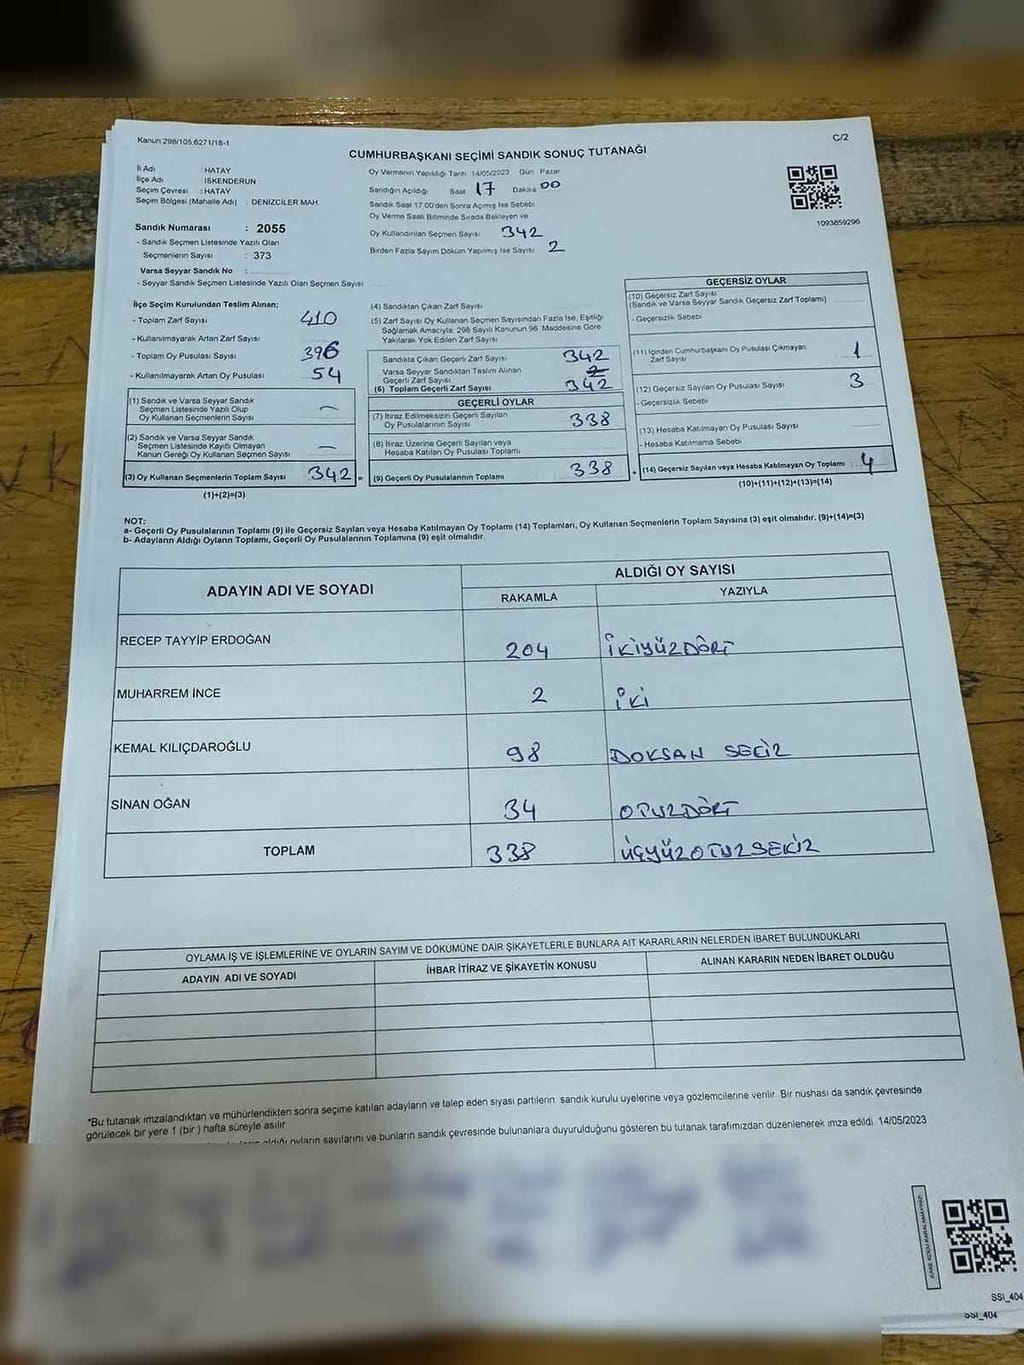 Kanun:298/105.6271/18-1
C/2
CUMHURBAŞKANI SEÇİMİ SANDIK SONUÇ TUTANAĞI
İl Adı : HATAY
İlçe Adı : İSKENDERUN
Seçim Çevresi : HATAY
Seçim Bölgesi (Mahalle Adı) : DENİZCİLER MAH.
Oy Vermenin Yapıldığı Tarih 14/05/2023 Gün Pazar
Sandığın Açıldığı Saat 17 Dakika 00
Sandık Saat 17.00'den Sonra Açımış İse Sebebi
Oy Verme Saati Bitiminde Sırada Bekleyen ve
Oy Kullandırılan Seçmen Sayısı 342
Birden Fazla Sayım Döküm Yapılmış İse Sayısı 2
1093859296
Sandık Numarası : 2055
- Sandık Seçmen Listesinde Yazılı Olan
Seçmenlerin Sayısı : 373
Varsa Seyyar Sandık No :
- Seyyar Sandık Seçmen Listesinde Yazılı Olan Seçmen Sayısı
İlçe Seçim Kurulundan Teslim Alınan;
- Toplam Zarf Sayısı 410
- Kullanılmayarak Artan Zarf Sayısı
- Toplam Oy Pusulası Sayısı 396
- Kullanılmayarak Artan Oy Pusulası 54
(1) Sandık ve Varsa Seyyar Sandık
Seçmen Listesinde Yazılı Olup
Oy Kullanan Seçmenlerin Sayısı —
(2) Sandık ve Varsa Seyyar Sandık
Seçmen Listesinde Kayıtlı Olmayan
Kanun Gereği Oy Kullanan Seçmen Sayısı —
(3) Oy Kullanan Seçmenlerin Toplam Sayısı 342 =
(1)+(2)=(3)
(4) Sandıktan Çıkan Zarf Sayısı
(5) Zarf Sayısı Oy Kullanan Seçmen Sayısından Fazla İse, Eşitliği
Sağlamak Amacıyla; 298 Sayılı Kanunun 98. Maddesine Göre
Yakılarak Yok Edilen Zarf Sayısı
Sandıkta Çıkan Geçerli Zarf Sayısı 342
Varsa Seyyar Sandıktan Teslim Alınan
Geçerli Zarf Sayısı
(6) Toplam Geçerli Zarf Sayısı 342
GEÇERLİ OYLAR
(7) İtiraz Edilmeksizin Geçerli Sayılan
Oy Pusulalarının Sayısı 338
(8) İtiraz Üzerine Geçerli Sayılan veya
Hesaba Katılan Oy Pusulası Toplamı
(9) Geçerli Oy Pusulalarının Toplamı 338 +
GEÇERSİZ OYLAR
(10) Geçersiz Zarf Sayısı
(Sandık ve Varsa Seyyar Sandık Geçersiz Zarf Toplamı)
- Geçersizlik Sebebi
(11) İçinden Cumhurbaşkanı Oy Pusulası Çıkmayan
Zarf Sayısı 1
(12) Geçersiz Sayılan Oy Pusulası Sayısı 3
- Geçersizlik Sebebi
(13) Hesaba Katılmayan Oy Pusulası Sayısı
- Hesaba Katılmama Sebebi
(14) Geçersiz Sayılan veya Hesaba Katılmayan Oy Toplamı : 4
(10)+(11)+(12)+(13)=(14)
NOT:
a- Geçerli Oy Pusulalarının Toplamı (9) ile Geçersiz Sayılan veya Hesaba Katılmayan Oy Toplamı (14) Toplamları, Oy Kullanan Seçmenlerin Toplam Sayısına (3) eşit olmalıdır. (9)+(14)=(3)
b- Adayların Aldığı Oyların Toplamı, Geçerli Oy Pusulalarının Toplamına (9) eşit olmalıdır.
ADAYIN ADI VE SOYADI
ALDIĞI OY SAYISI
RAKAMLA YAZIYLA
RECEP TAYYİP ERDOĞAN 204 İKİYÜZDÖRT
MUHARREM İNCE 2 İKİ
KEMAL KILIÇDAROĞLU 98 DOKSAN SECİZ
SİNAN OĞAN 34 OTUZDÖRT
TOPLAM 338 ÜÇYÜZOTUZSEKİZ
OYLAMA İŞ VE İŞLEMLERİNE VE OYLARIN SAYIM VE DÖKÜMÜNE DAİR ŞİKAYETLERLE BUNLARA AİT KARARLARIN NELERDEN İBARET BULUNDUKLARI
ADAYIN ADI VE SOYADI İHBAR İTİRAZ VE ŞİKAYETİN KONUSU ALINAN KARARIN NEDEN İBARET OLDUĞU
*Bu tutanak imzalandıktan ve mühürlendikten sonra seçime katılan adayların ve talep eden siyasi partilerin sandık kurulu üyelerine veya gözlemcilerine verilir. Bir nüshası da sandık çevresinde
görülecek bir yere 1 (bir) hafta süreyle asılır.
aldığı oyların sayılarını ve bunların sandık çevresinde bulunanlara duyurulduğunu gösteren bu tutanak tarafımızdan düzenlenerek imza edildi. 14/05/2023
SSI_404
SSI_404